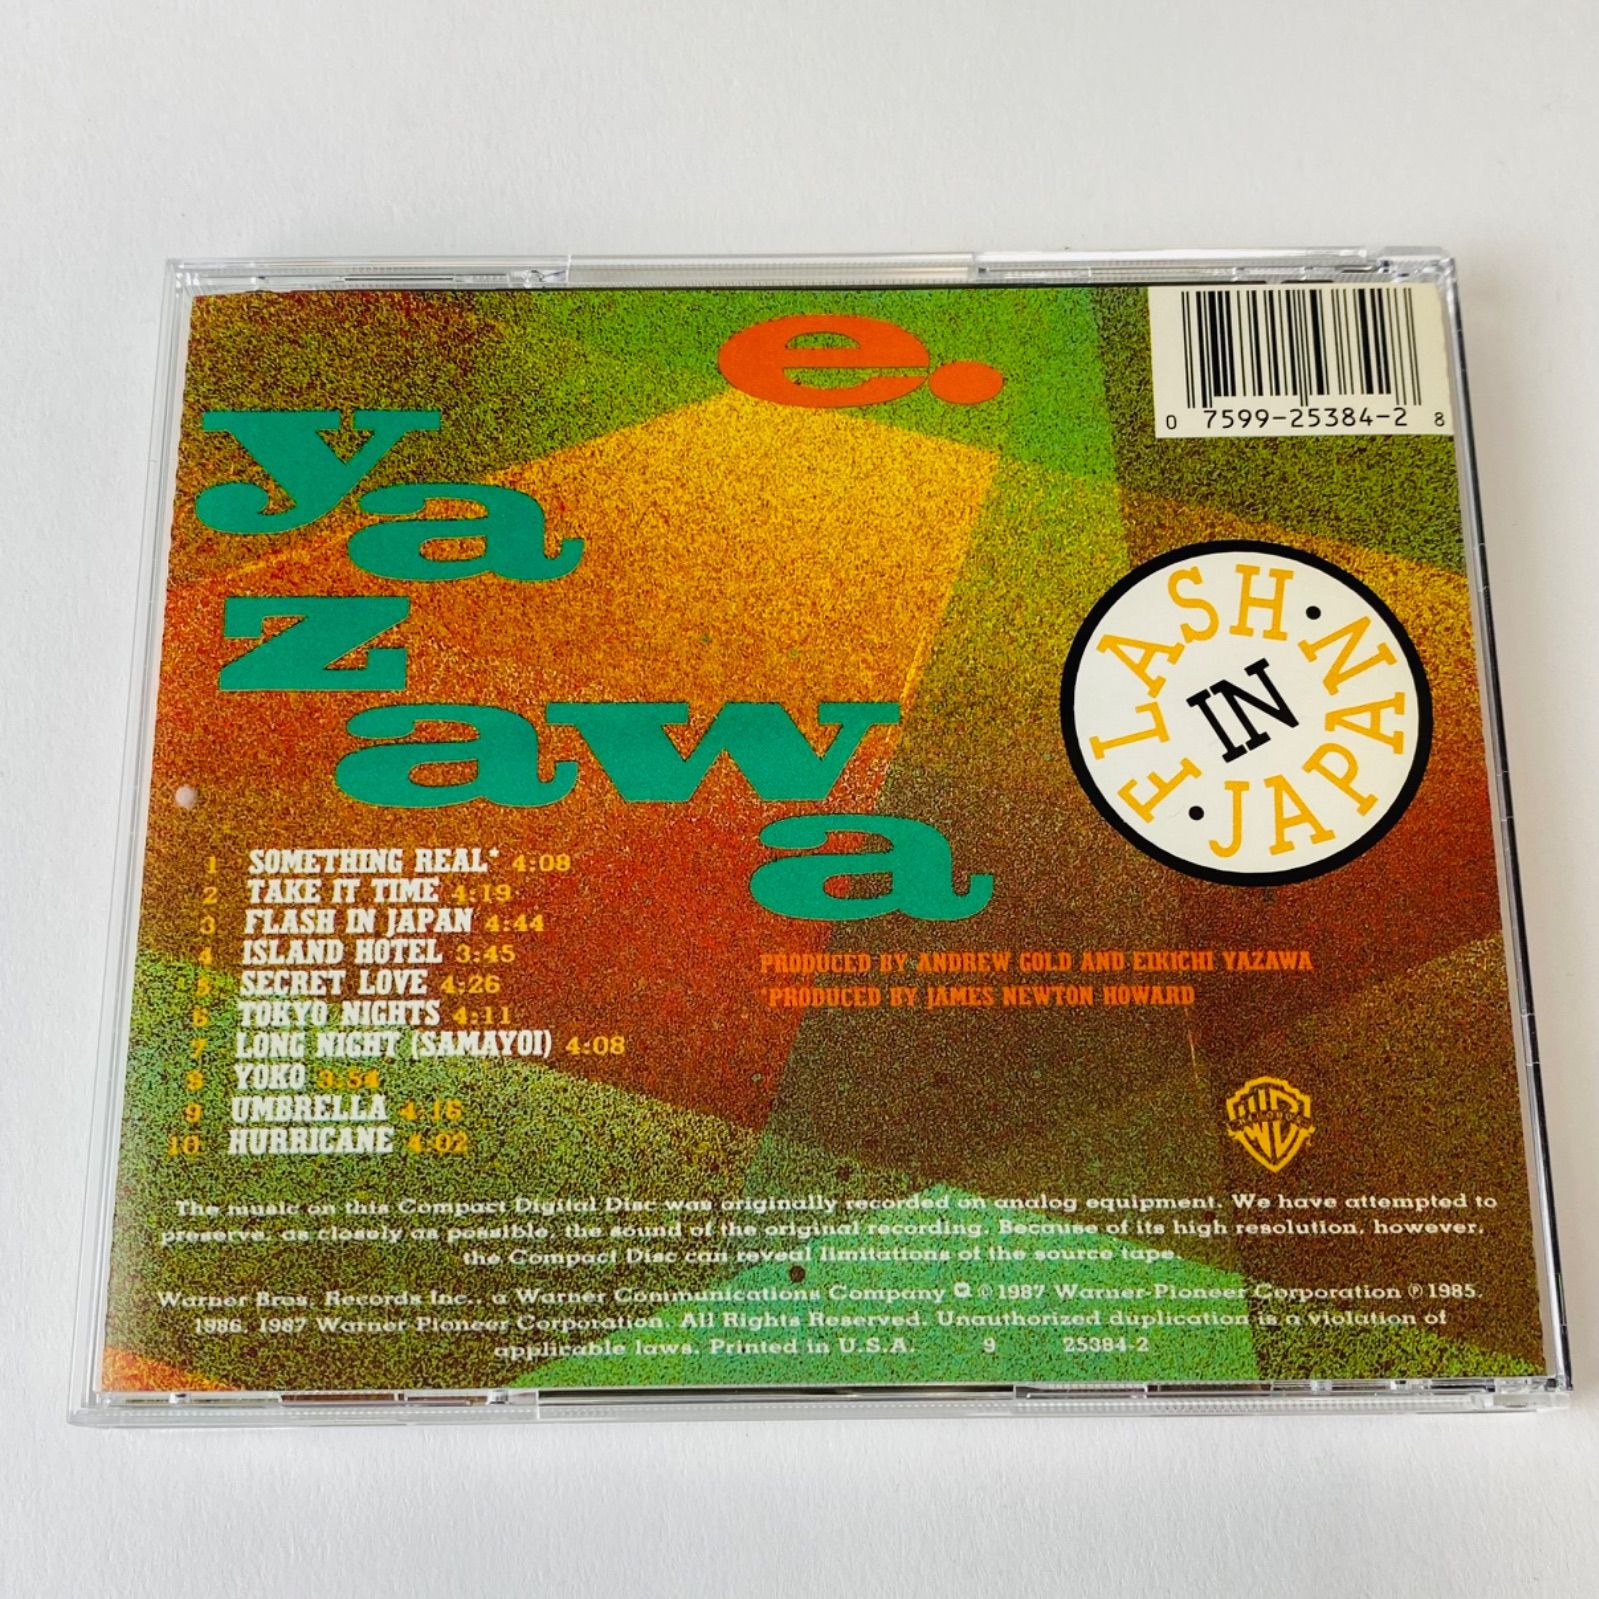 e.
ya
z
aw
a
0 7599-25384-2 8
FLASH·IN·JAPAN
1 SOMETHING REAL* 4:08
2 TAKE IT TIME 4:19
3 FLASH IN JAPAN 4:44
4 ISLAND HOTEL 3:45
5 SECRET LOVE 4:26
6 TOKYO NIGHTS 4:11
7 LONG NIGHT (SAMAYOI) 4:08
8 YOKO 3:54
9 UMBRELLA 4:16
10 HURRICANE 4:02
PRODUCED BY ANDREW GOLD AND EIKICHI YAZAWA
*PRODUCED BY JAMES NEWTON HOWARD
The music on this Compact Digital Disc was originally recorded on analog equipment. We have attempted to
preserve, as closely as possible, the sound of the original recording. Because of its high resolution, however,
the Compact Disc can reveal limitations of the source tape.
Warner Bros. Records Inc., a Warner Communications Company © 1987 Warner-Pioneer Corporation ℗ 1985,
1986, 1987 Warner-Pioneer Corporation. All Rights Reserved. Unauthorized duplication is a violation of
applicable laws. Printed in U.S.A. 9 25384-2